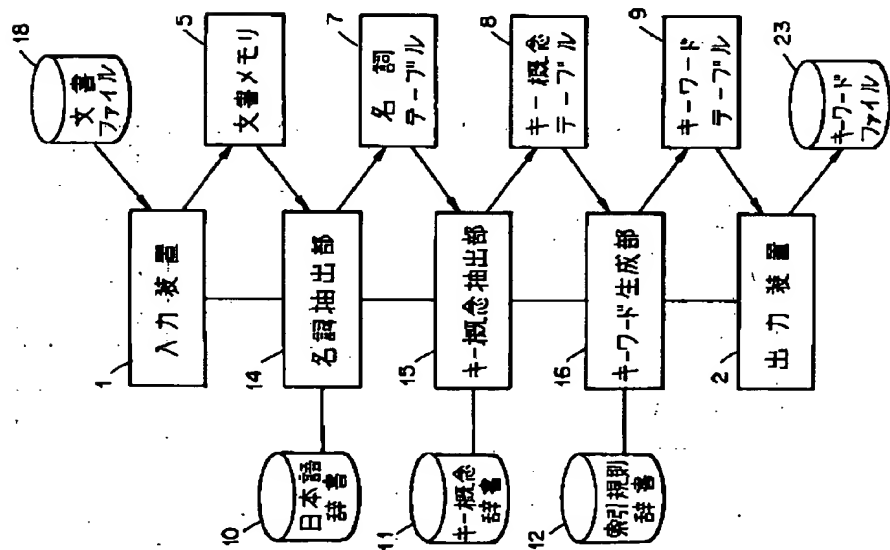 18
文書
ファイル
1
入力装置
5
文書メモリ
10
日本語
辞書
14
名詞抽出部
7
名詞
テーブル
11
キー概念
辞書
15
キー概念抽出部
8
キー概念
テーブル
12
索引規則
辞書
16
キーワード生成部
9
キーワード
テーブル
2
出力装置
23
キーワード
ファイル